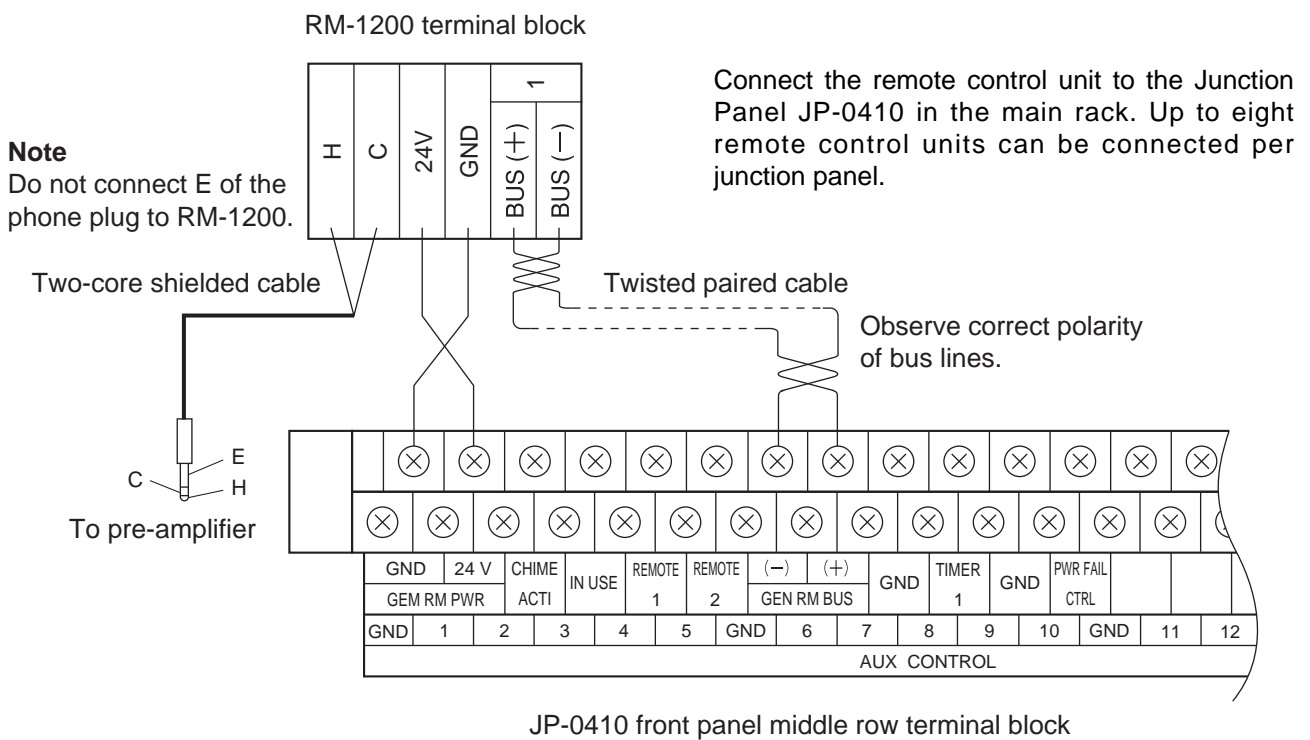 RM-1200 terminal block
H
C
24V
GND
1
BUS (+)
BUS (−)
Connect the remote control unit to the Junction
Panel JP-0410 in the main rack. Up to eight
remote control units can be connected per
junction panel.
Note
Do not connect E of the
phone plug to RM-1200.
Two-core shielded cable
Twisted paired cable
Observe correct polarity
of bus lines.
C
E
H
To pre-amplifier
GND 24 V CHIME IN USE REMOTE REMOTE (−) (+) GND TIMER GND PWR FAIL
GEM RM PWR ACTI 1 2 GEN RM BUS 1 CTRL
GND 1 2 3 4 5 GND 6 7 8 9 10 GND 11 12
AUX CONTROL
JP-0410 front panel middle row terminal block